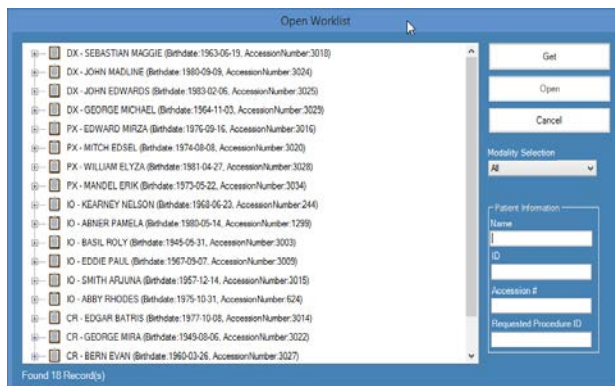 Open Worklist
DX - SEBASTIAN MAGGIE (Birthdate:1963-06-19, AccessionNumber:3018)
DX - JOHN MADLINE (Birthdate:1980-09-09, AccessionNumber:3024)
DX - JOHN EDWARDS (Birthdate:1983-02-06, AccessionNumber:3025)
DX - GEORGE MICHAEL (Birthdate:1964-11-03, AccessionNumber:3029)
PX - EDWARD MIRZA (Birthdate:1976-09-16, AccessionNumber:3016)
PX - MITCH EDSEL (Birthdate:1974-08-08, AccessionNumber:3020)
PX - WILLIAM ELYZA (Birthdate:1981-04-27, AccessionNumber:3028)
PX - MANDEL ERIK (Birthdate:1973-05-22, AccessionNumber:3034)
IO - KEARNEY NELSON (Birthdate:1968-06-23, AccessionNumber:244)
IO - ABNER PAMELA (Birthdate:1980-05-14, AccessionNumber:1299)
IO - BASIL ROLY (Birthdate:1945-05-31, AccessionNumber:3003)
IO - EDDIE PAUL (Birthdate:1967-09-07, AccessionNumber:3009)
IO - SMITH ARJUNA (Birthdate:1957-12-14, AccessionNumber:3015)
IO - ABBY RHODES (Birthdate:1975-10-31, AccessionNumber:624)
CR - EDGAR BATRIS (Birthdate:1977-10-08, AccessionNumber:3014)
CR - GEORGE MIRA (Birthdate:1949-08-06, AccessionNumber:3022)
CR - BERN EVAN (Birthdate:1960-03-26, AccessionNumber:3027)
Found 18 Record(s)
Get
Open
Cancel
Modality Selection
All
Patient Information
Name
ID
Accession #
Requested Procedure ID